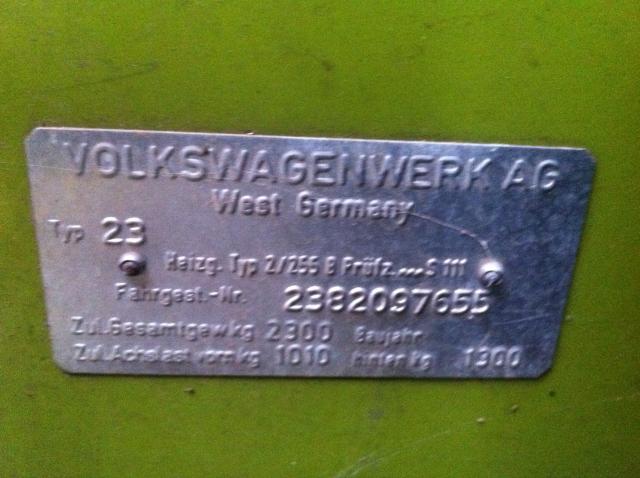 VOLKSWAGENWERK AG
West Germany
Typ 23
Heizg. Typ 2/255 B Prüfz....S 111
Fahrgest.-Nr. 2382097655
Zul.Gesamtgew.kg 2300 Baujahr
Zul.Achslast vorn kg 1010 hinten kg 1300